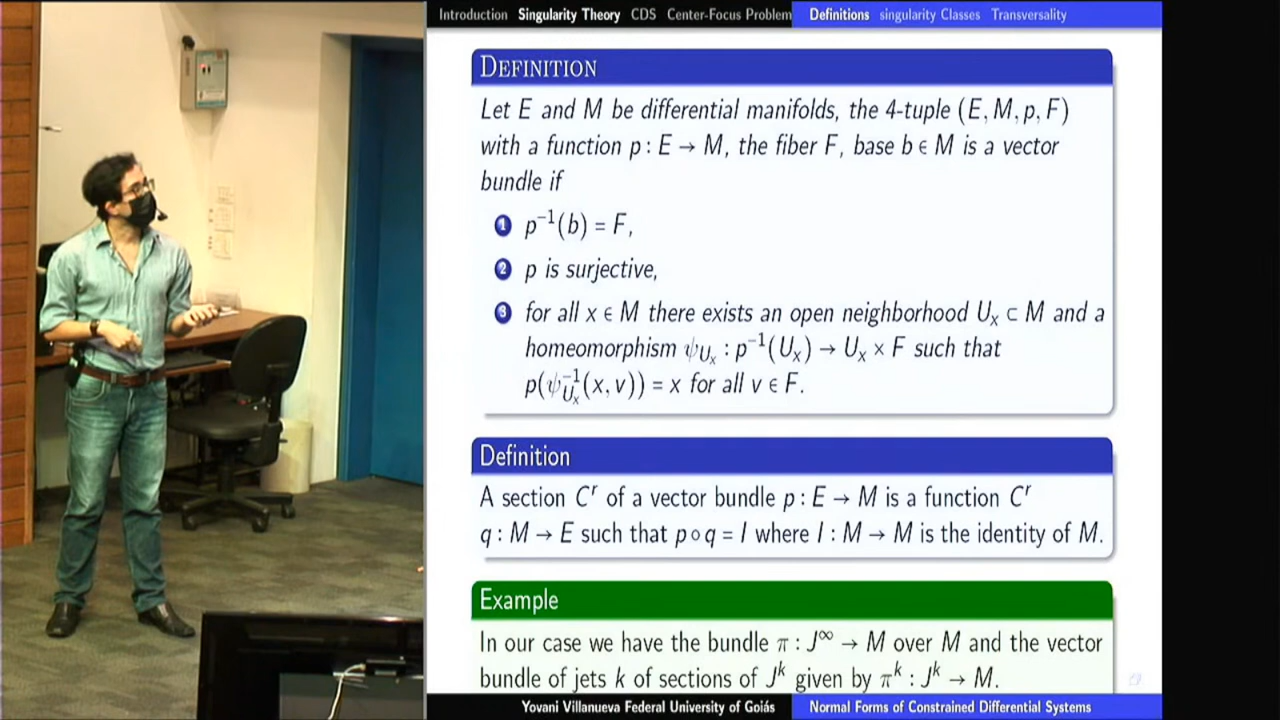 Introduction Singularity Theory CDS Center-Focus Problem Definitions singularity Classes Transversality
DEFINITION
Let E and M be differential manifolds, the 4-tuple (E, M, p, F)
with a function p : E → M, the fiber F, base b ∈ M is a vector
bundle if
1 p⁻¹(b) = F,
2 p is surjective,
3 for all x ∈ M there exists an open neighborhood Uₓ ⊂ M and a
homeomorphism ψ_{Uₓ} : p⁻¹(Uₓ) → Uₓ × F such that
p(ψ_{Uₓ}⁻¹(x, v)) = x for all v ∈ F.
Definition
A section Cʳ of a vector bundle p : E → M is a function Cʳ
q : M → E such that p ∘ q = I where I : M → M is the identity of M.
Example
In our case we have the bundle π : J^∞ → M over M and the vector
bundle of jets k of sections of Jᵏ given by πᵏ : Jᵏ → M.
Yovani Villanueva Federal University of Goiás Normal Forms of Constrained Differential Systems